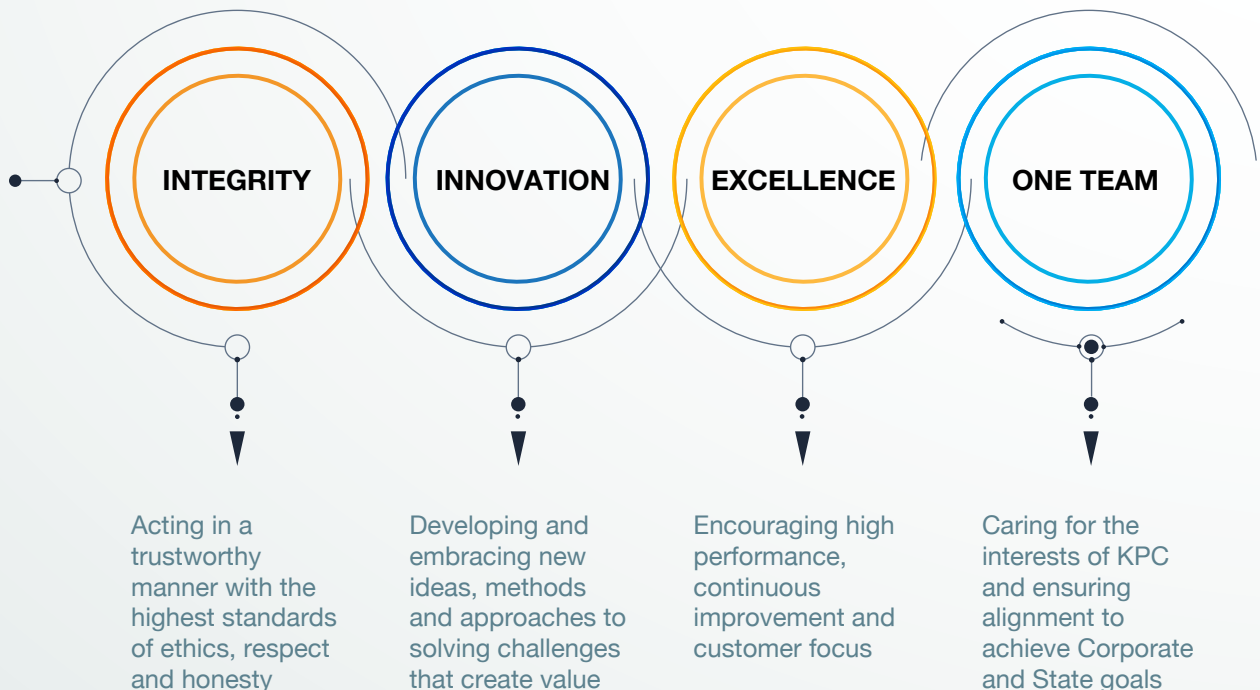 INTEGRITY
INNOVATION
EXCELLENCE
ONE TEAM
Acting in a
trustworthy
manner with the
highest standards
of ethics, respect
and honesty
Developing and
embracing new
ideas, methods
and approaches to
solving challenges
that create value
Encouraging high
performance,
continuous
improvement and
customer focus
Caring for the
interests of KPC
and ensuring
alignment to
achieve Corporate
and State goals